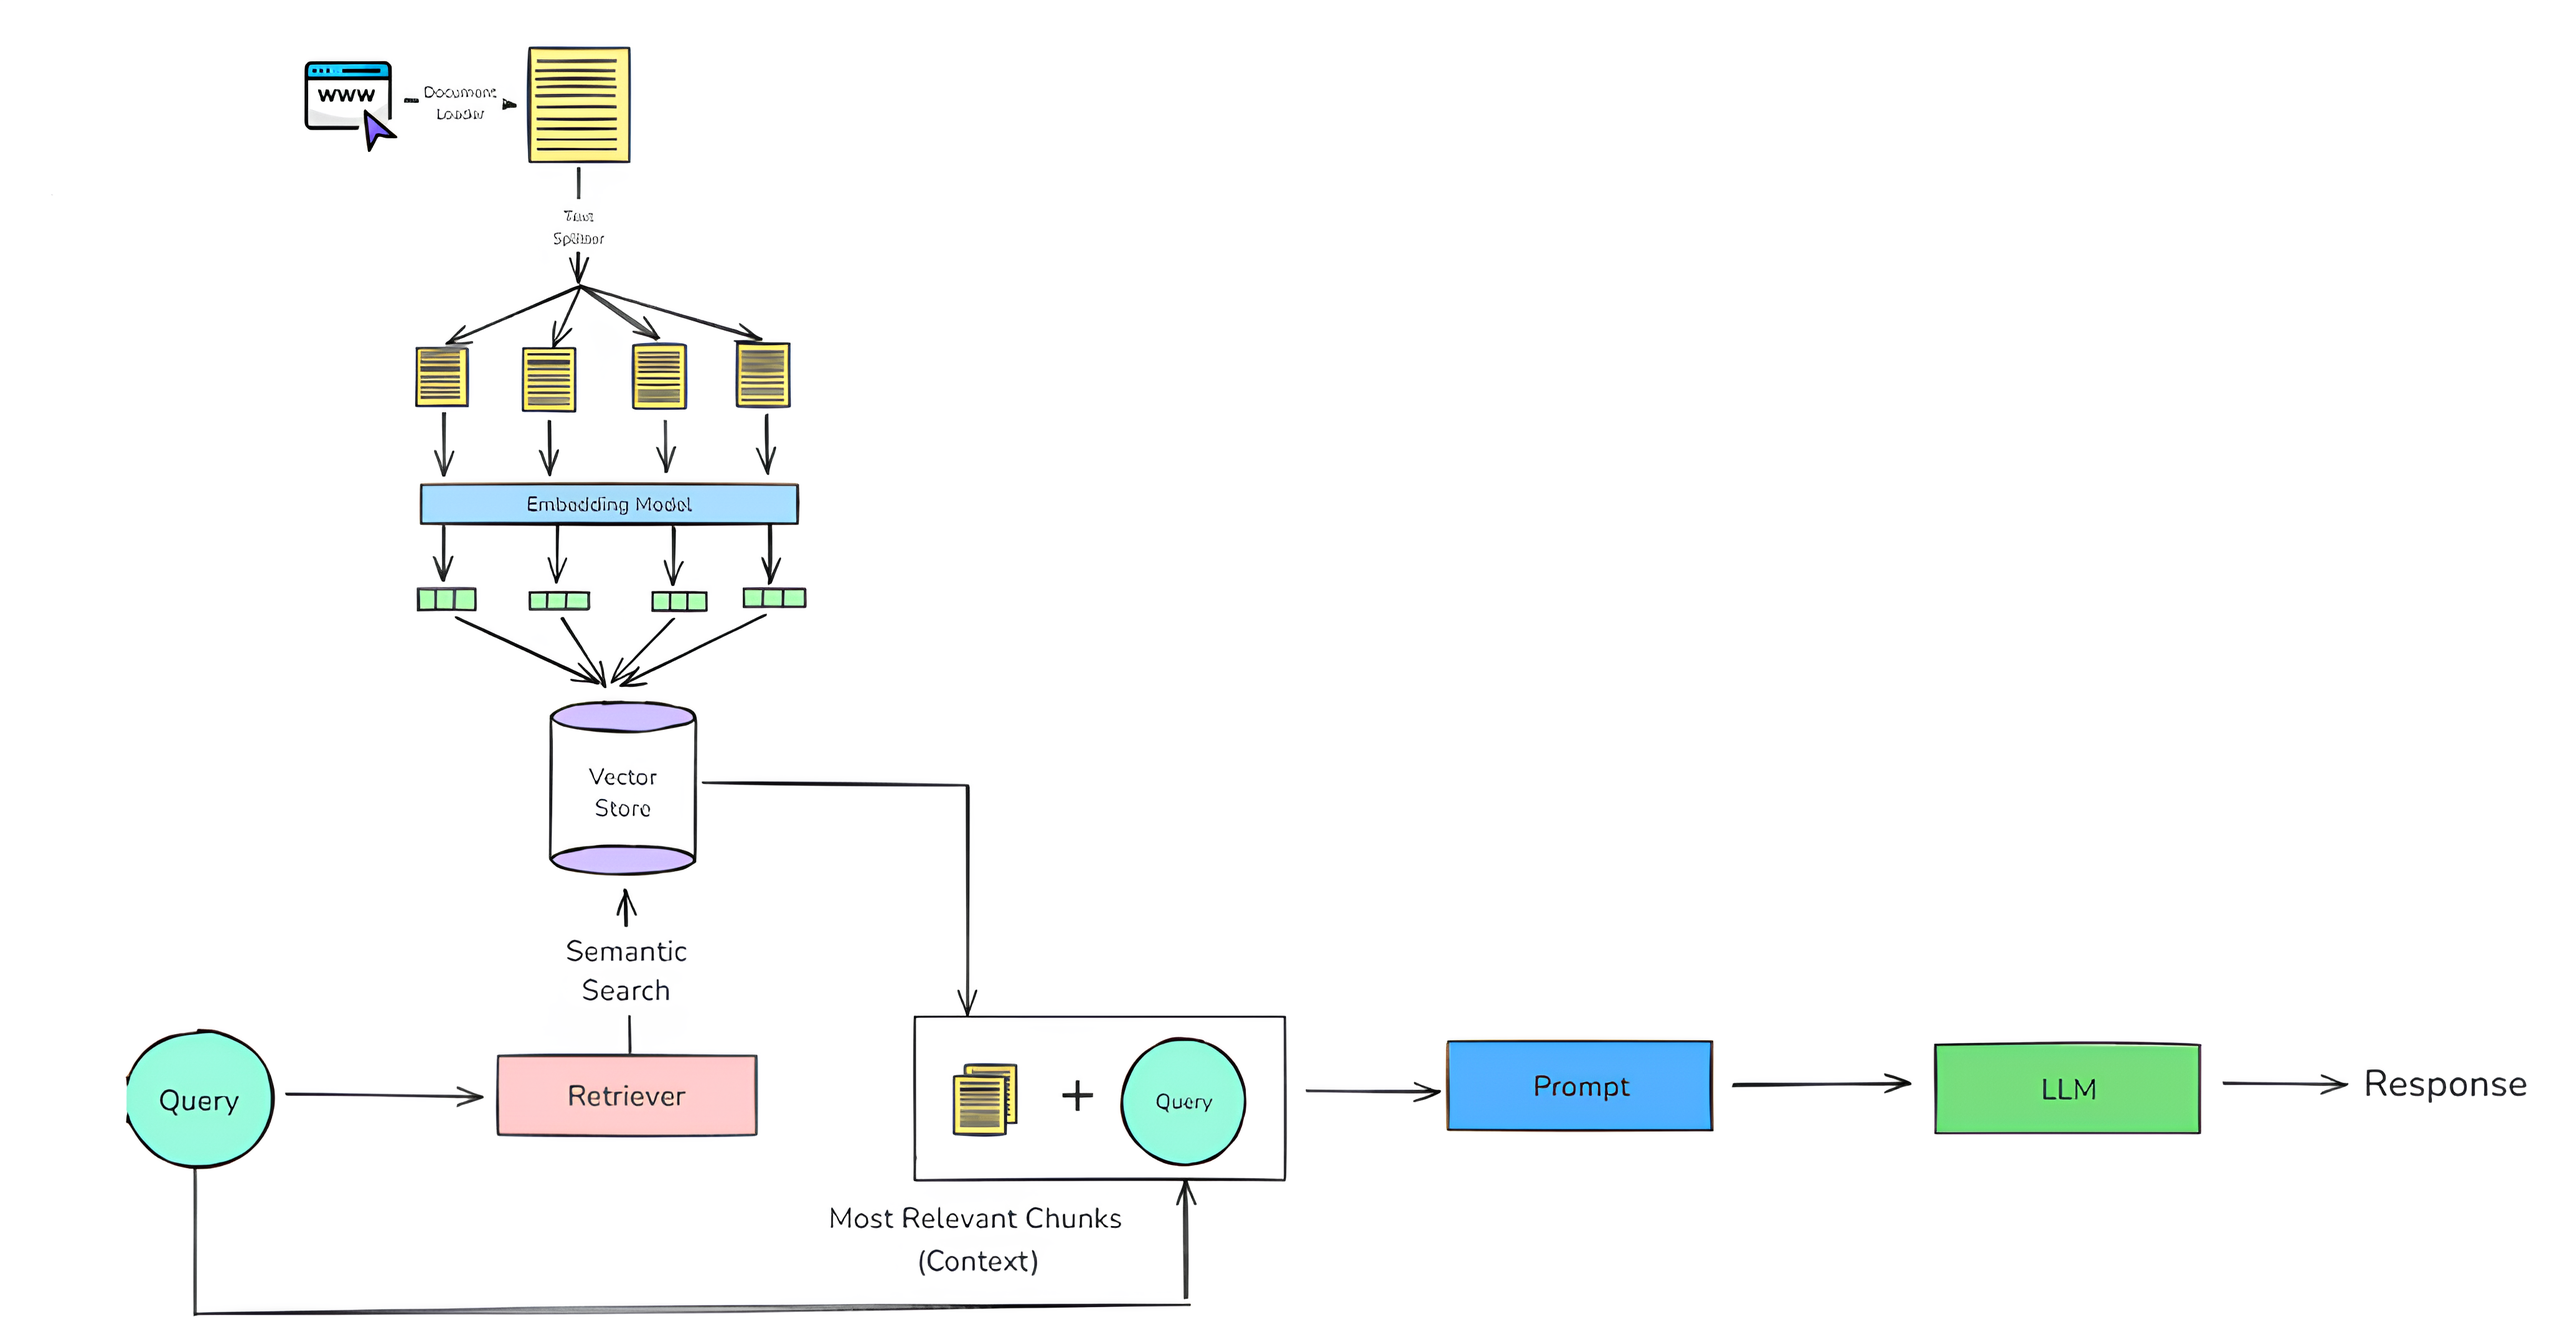 WWW
Document
Loader
Text
Splitter
Embedding Model
Vector
Store
Semantic
Search
Query
Retriever
+
Query
Prompt
LLM
Response
Most Relevant Chunks
(Context)